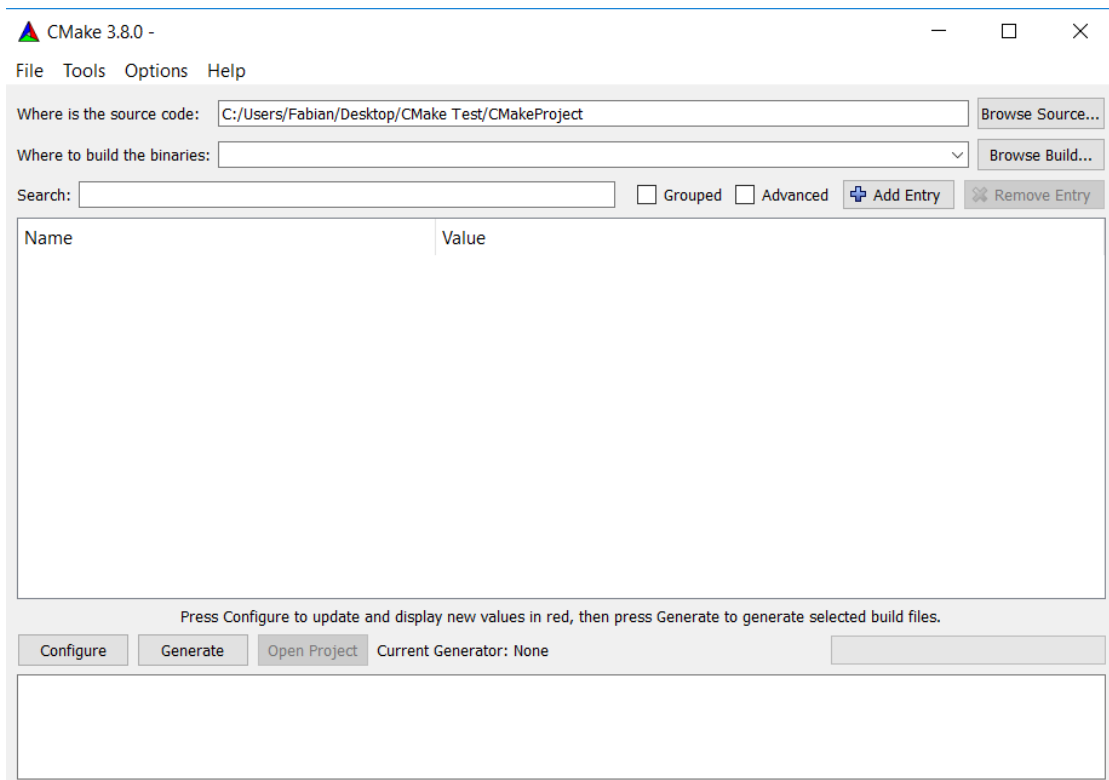 CMake 3.8.0 -
File Tools Options Help
Where is the source code: C:/Users/Fabian/Desktop/CMake Test/CMakeProject Browse Source...
Where to build the binaries: Browse Build...
Search: Grouped Advanced Add Entry Remove Entry
Name Value
Press Configure to update and display new values in red, then press Generate to generate selected build files.
Configure Generate Open Project Current Generator: None